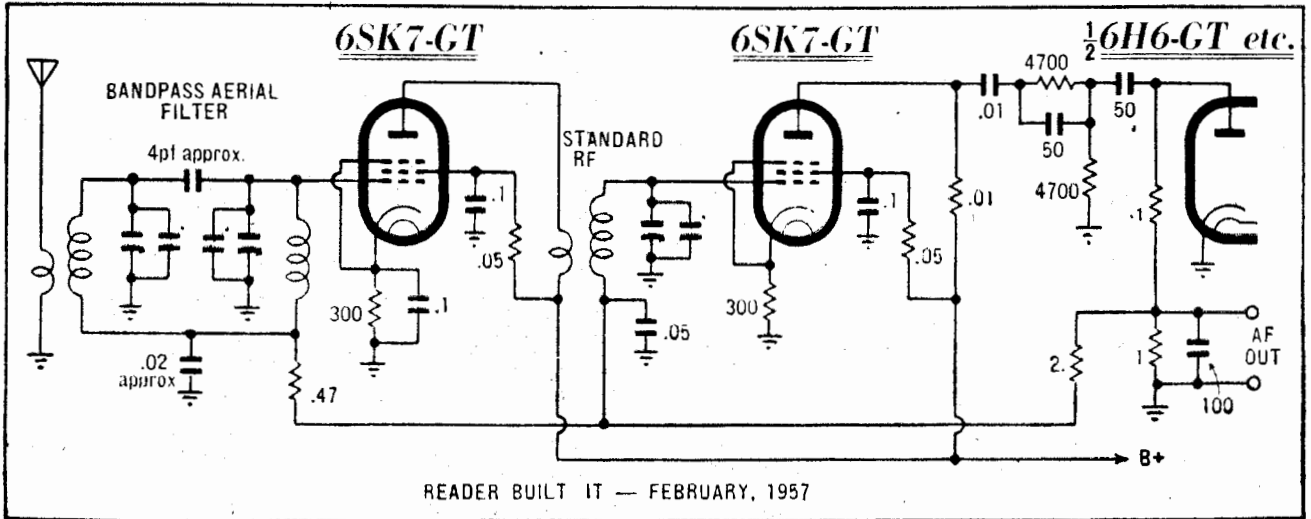 6SK7-GT
6SK7-GT
½ 6H6-GT etc.
BANDPASS AERIAL
FILTER
4pf approx.
STANDARD
RF
4700
.01
50
50
4700
.1
.05
.1
.05
.01
.1
300
.1
.05
300
.02
approx
.47
2.
1
100
AF
OUT
B+
READER BUILT IT — FEBRUARY, 1957